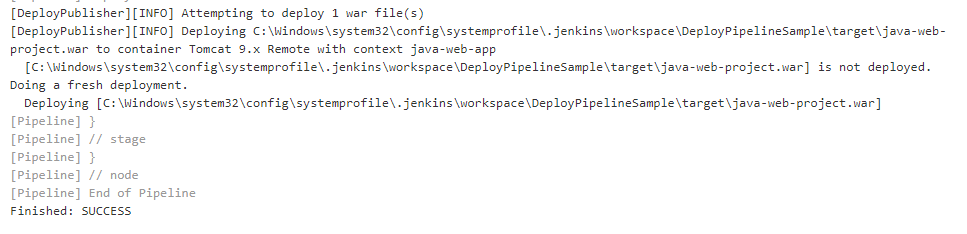 [DeployPublisher][INFO] Attempting to deploy 1 war file(s)
[DeployPublisher][INFO] Deploying C:\Windows\system32\config\systemprofile\.jenkins\workspace\DeployPipelineSample\target\java-web-
project.war to container Tomcat 9.x Remote with context java-web-app
  [C:\Windows\system32\config\systemprofile\.jenkins\workspace\DeployPipelineSample\target\java-web-project.war] is not deployed.
Doing a fresh deployment.
  Deploying [C:\Windows\system32\config\systemprofile\.jenkins\workspace\DeployPipelineSample\target\java-web-project.war]
[Pipeline] }
[Pipeline] // stage
[Pipeline] }
[Pipeline] // node
[Pipeline] End of Pipeline
Finished: SUCCESS